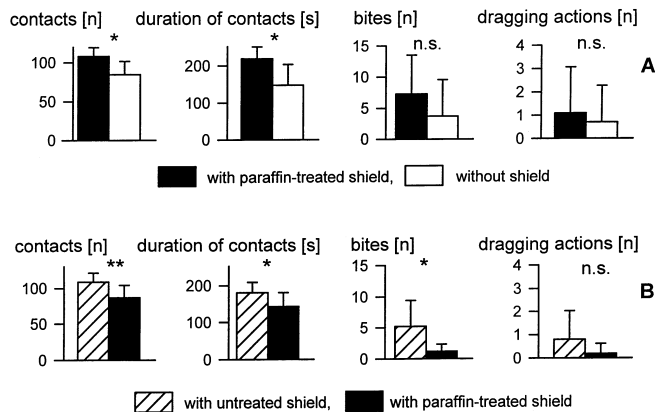 contacts [n] duration of contacts [s] bites [n] dragging actions [n]
* * n.s. n.s.
100 50 0
200 100 0
15 10 5 0
4 3 2 1 0
A
with paraffin-treated shield, without shield
contacts [n] duration of contacts [s] bites [n] dragging actions [n]
** * * n.s.
100 50 0
200 100 0
15 10 5 0
4 3 2 1 0
B
with untreated shield, with paraffin-treated shield